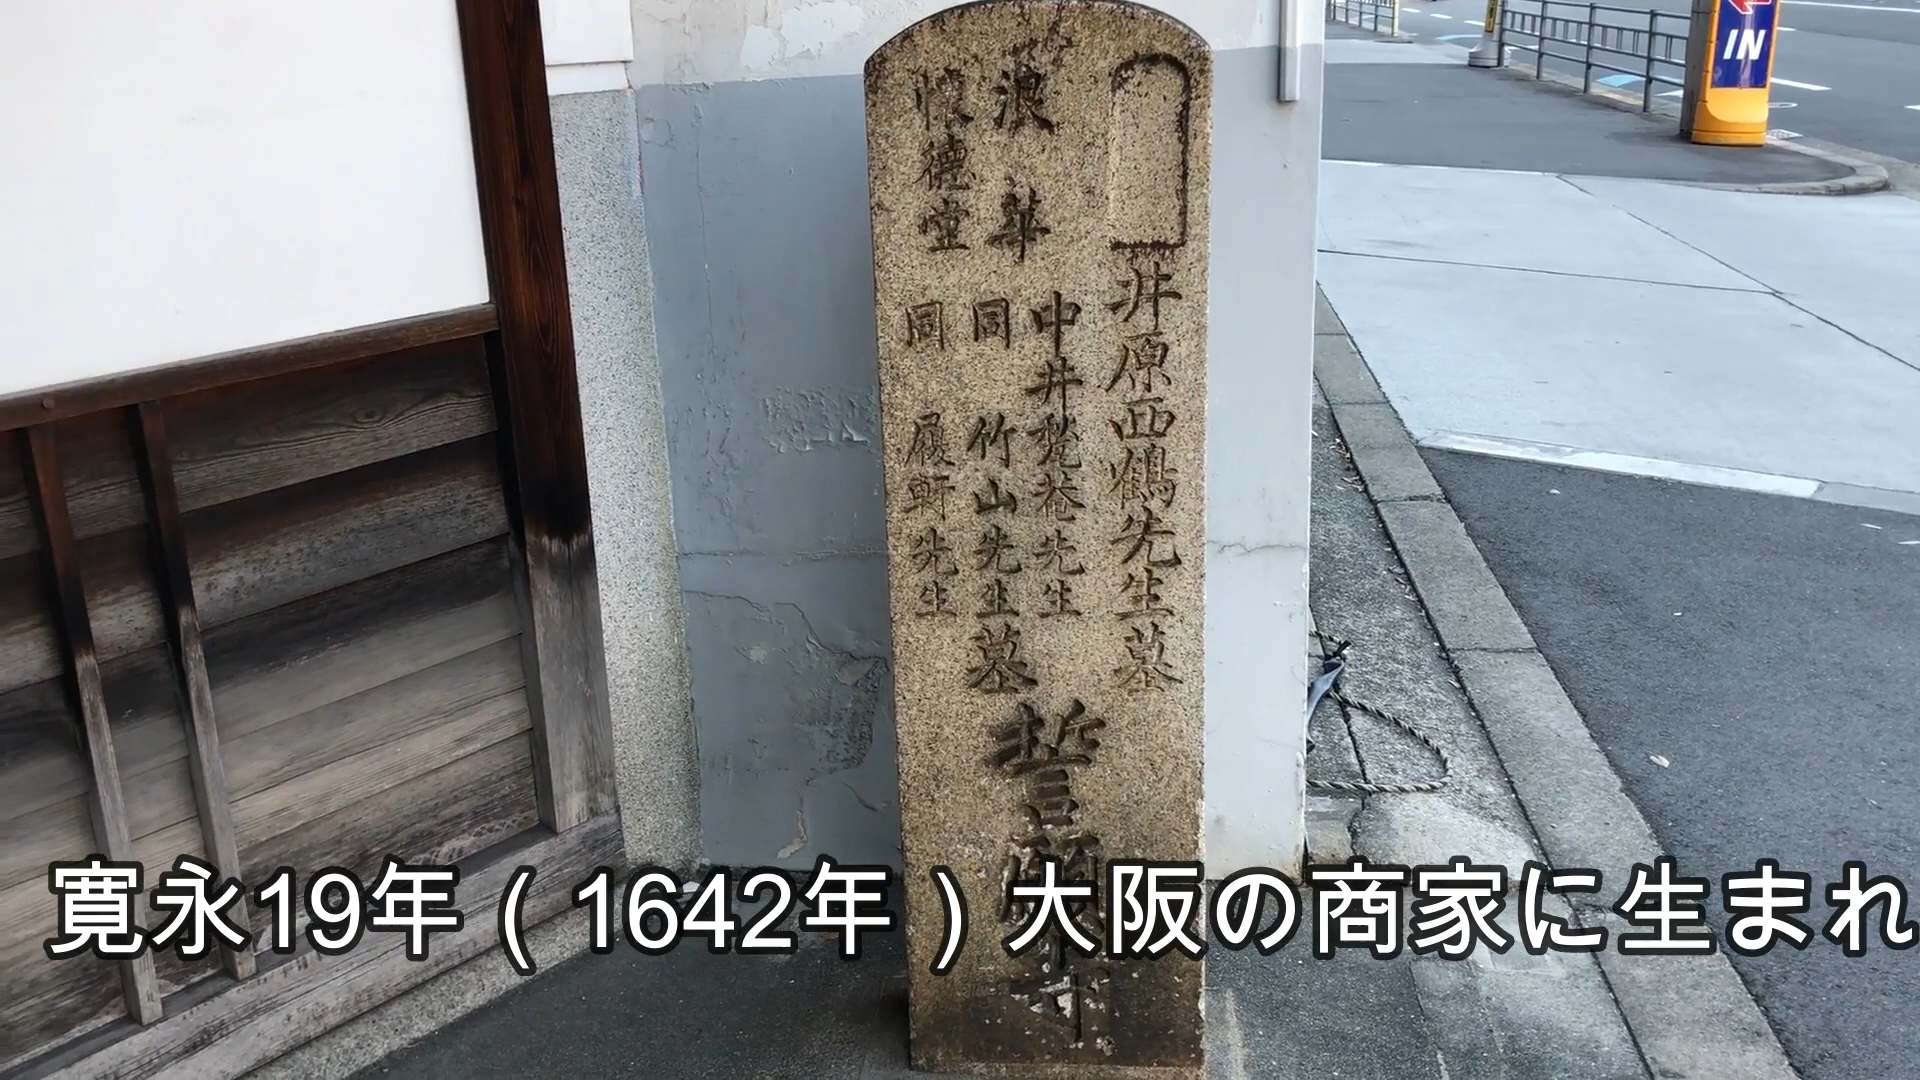 井原西鶴先生墓
浪華
懐徳堂
中井甃菴先生
同 竹山先生墓
同 履軒先生
誓願寺
IN
寛永19年（1642年）大阪の商家に生まれ